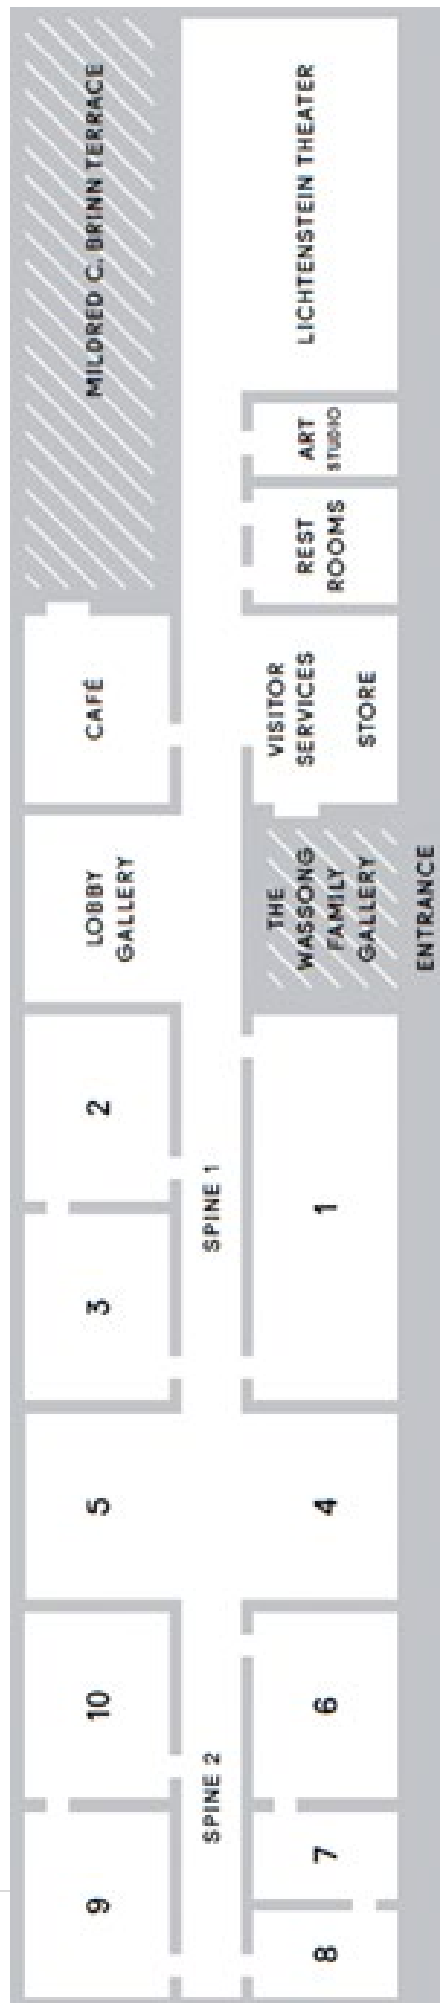 9
10
5
3
2
LOBBY
GALLERY
CAFÉ
MILDRED C. BRINN TERRACE
SPINE 2
SPINE 1
8
7
6
4
1
THE
WASSONG
FAMILY
GALLERY
VISITOR
SERVICES
STORE
REST
ROOMS
ART
STUDIO
LICHTENSTEIN THEATER
ENTRANCE